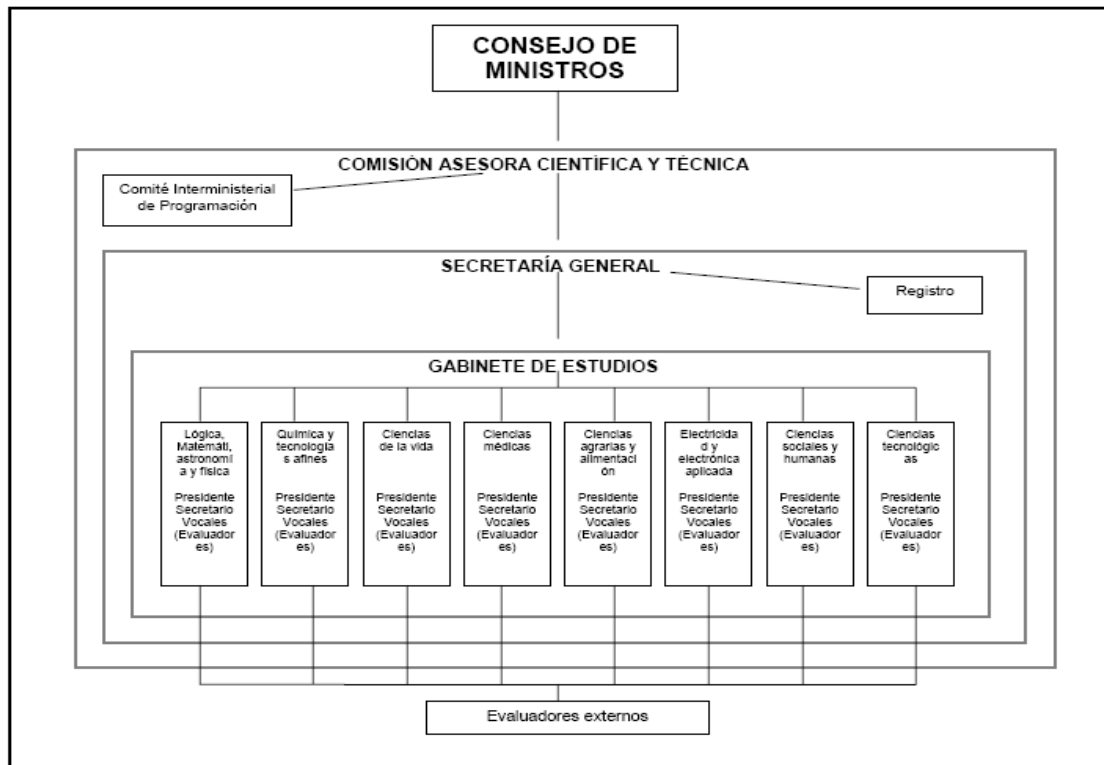 CONSEJO DE
MINISTROS
COMISIÓN ASESORA CIENTÍFICA Y TÉCNICA
Comité Interministerial
de Programación
SECRETARÍA GENERAL
Registro
GABINETE DE ESTUDIOS
Lógica,
Matemáti,
astronomí
a y física
Presidente
Secretario
Vocales
(Evaluador
es)
Química y
tecnología
s afines
Presidente
Secretario
Vocales
(Evaluador
es)
Ciencias
de la vida
Presidente
Secretario
Vocales
(Evaluador
es)
Ciencias
médicas
Presidente
Secretario
Vocales
(Evaluador
es)
Ciencias
agrarias y
alimentaci
ón
Presidente
Secretario
Vocales
(Evaluador
es)
Electricida
d y
electrónica
aplicada
Presidente
Secretario
Vocales
(Evaluador
es)
Ciencias
sociales y
humanas
Presidente
Secretario
Vocales
(Evaluador
es)
Ciencias
tecnológic
as
Presidente
Secretario
Vocales
(Evaluador
es)
Evaluadores externos